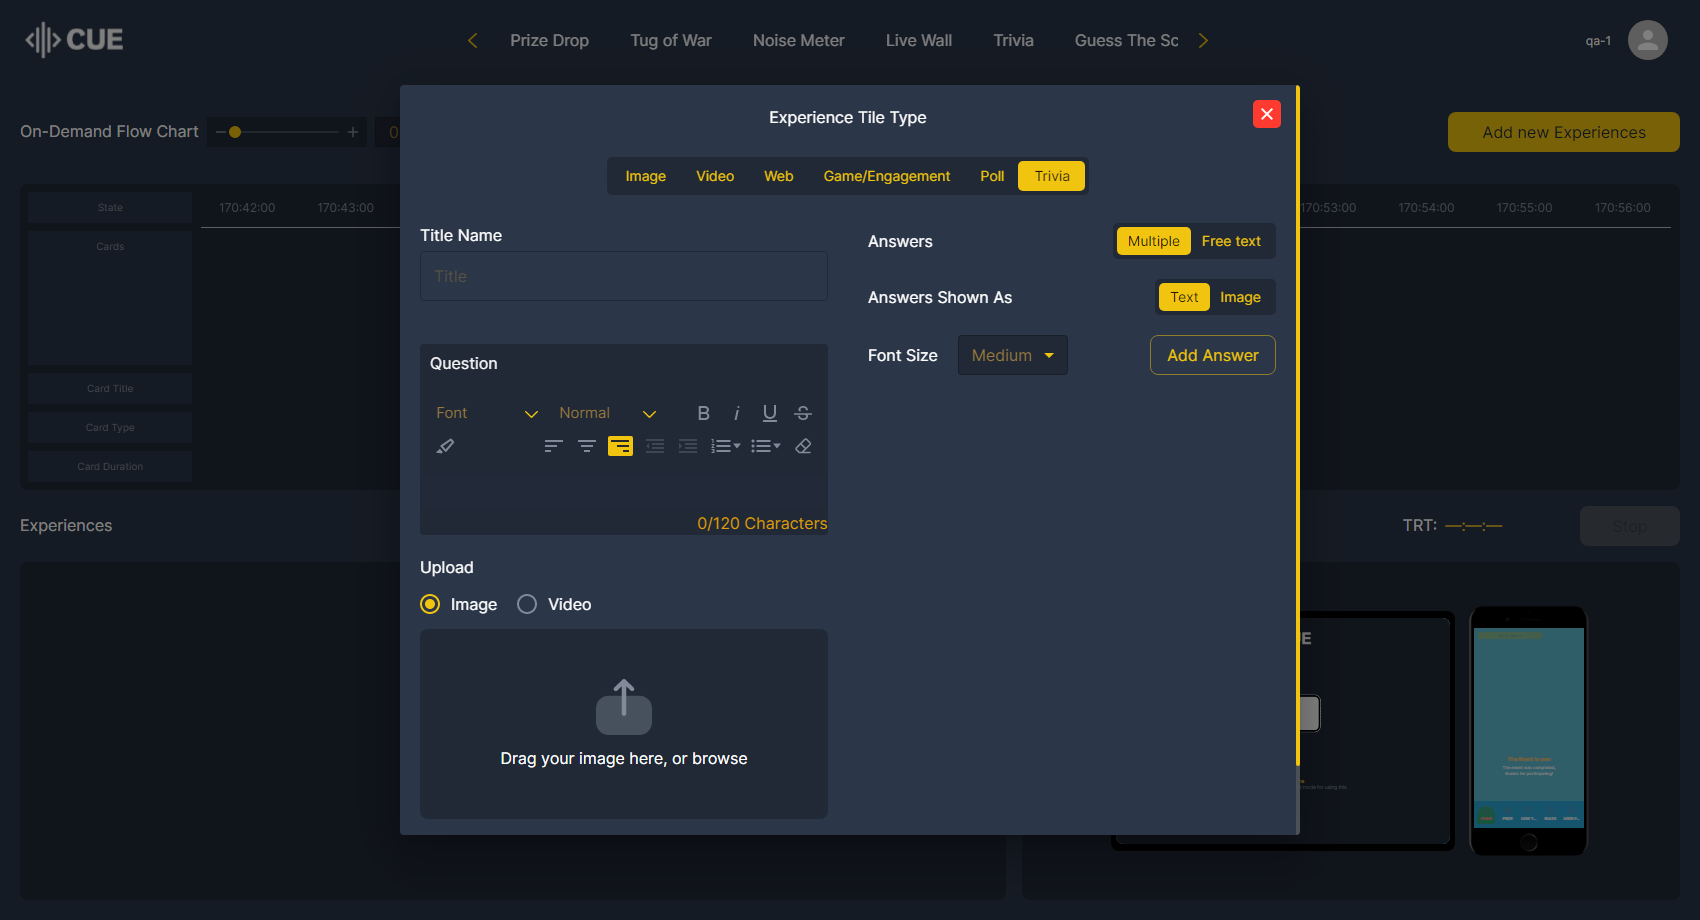 CUE
Prize Drop
Tug of War
Noise Meter
Live Wall
Trivia
Guess The Sc
qa-1
On-Demand Flow Chart
0
Add new Experiences
Experience Tile Type
Image
Video
Web
Game/Engagement
Poll
Trivia
State
170:42:00
170:43:00
170:53:00
170:54:00
170:55:00
170:56:00
Cards
Card Title
Card Type
Card Duration
Title Name
Title
Answers
Multiple
Free text
Answers Shown As
Text
Image
Font Size
Medium
Add Answer
Question
Font
Normal
B
i
U
S
0/120 Characters
Experiences
TRT: —:—:—
Stop
Upload
Image
Video
Drag your image here, or browse
E